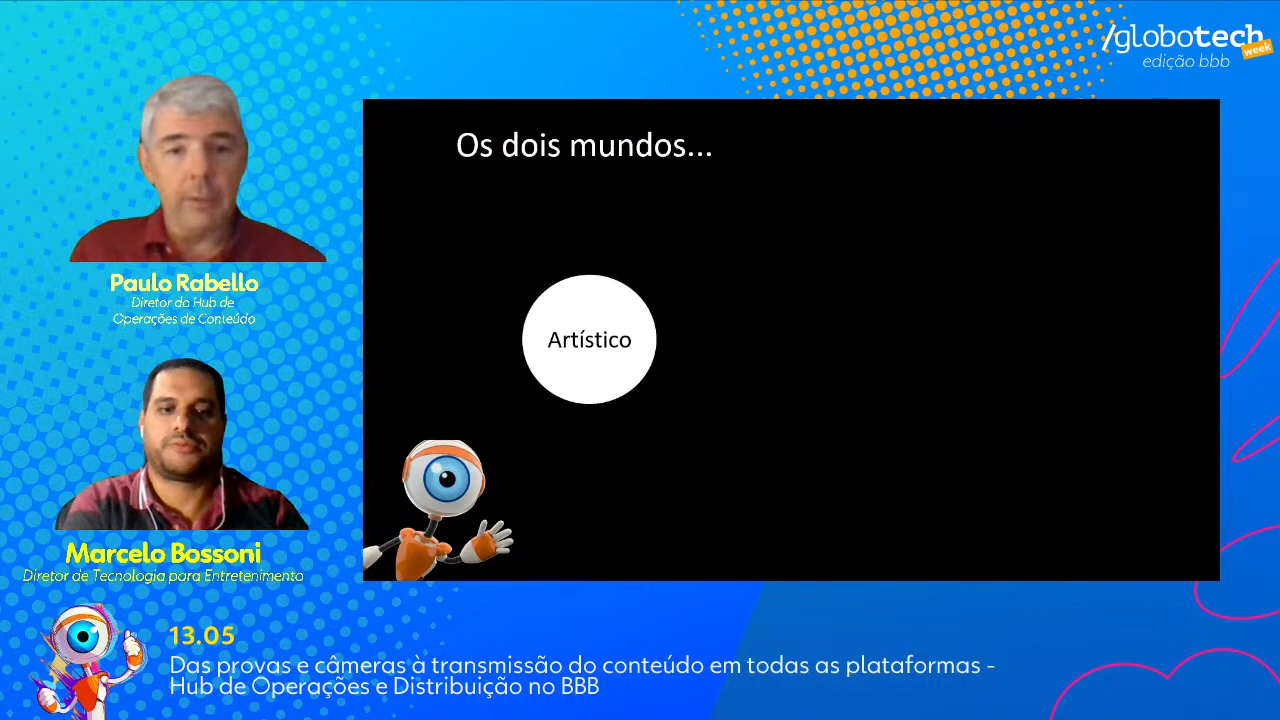 /globotech
week
edição bbb
Os dois mundos...
Artístico
Paulo Rabello
Diretor do Hub de
Operações de Conteúdo
Marcelo Bossoni
Diretor de Tecnologia para Entretenimento
13.05
Das provas e câmeras à transmissão do conteúdo em todas as plataformas -
Hub de Operações e Distribuição no BBB